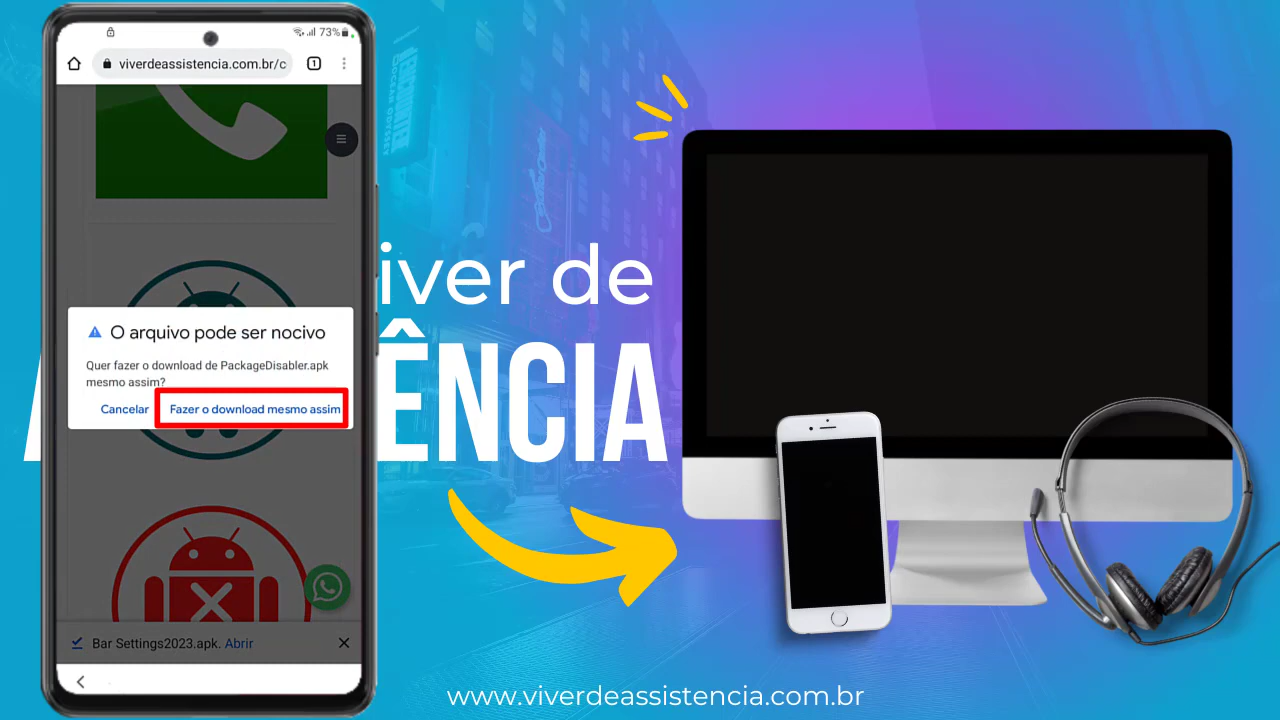 73%
viverdeassistencia.com.br/c
1
O arquivo pode ser nocivo
Quer fazer o download de PackageDisabler.apk
mesmo assim?
Cancelar
Fazer o download mesmo assim
Bar Settings2023.apk. Abrir
iver de
ÊNCIA
www.viverdeassistencia.com.br